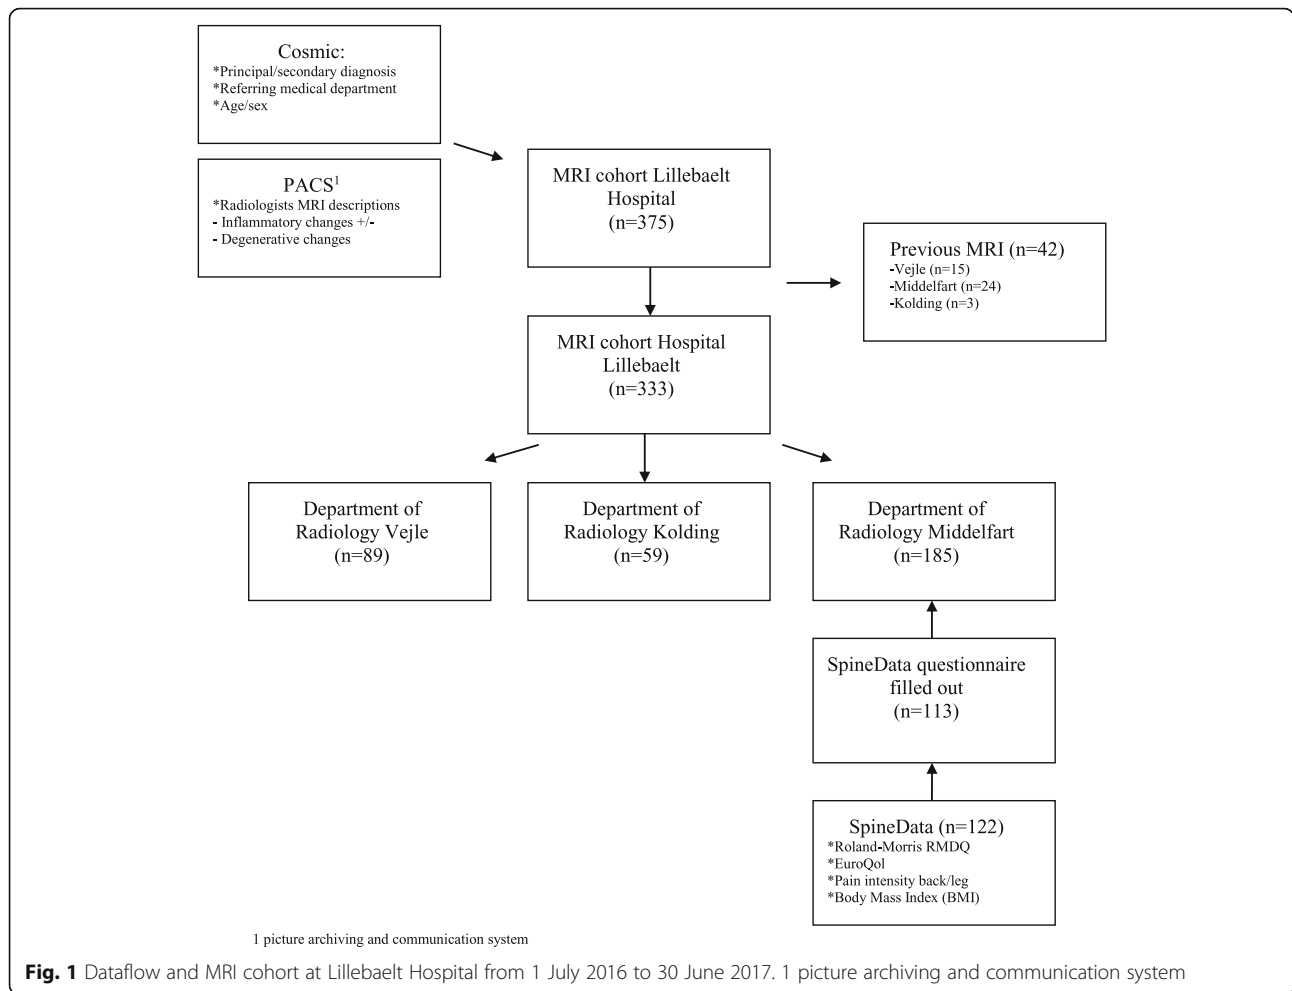 Cosmic:
*Principal/secondary diagnosis
*Referring medical department
*Age/sex
PACS1
*Radiologists MRI descriptions
- Inflammatory changes +/-
- Degenerative changes
MRI cohort Lillebaelt
Hospital
(n=375)
Previous MRI (n=42)
-Vejle (n=15)
-Middelfart (n=24)
-Kolding (n=3)
MRI cohort Hospital
Lillebaelt
(n=333)
Department of
Radiology Vejle
(n=89)
Department of
Radiology Kolding
(n=59)
Department of
Radiology Middelfart
(n=185)
SpineData questionnaire
filled out
(n=113)
SpineData (n=122)
*Roland-Morris RMDQ
*EuroQol
*Pain intensity back/leg
*Body Mass Index (BMI)
1 picture archiving and communication system
Fig. 1 Dataflow and MRI cohort at Lillebaelt Hospital from 1 July 2016 to 30 June 2017. 1 picture archiving and communication system